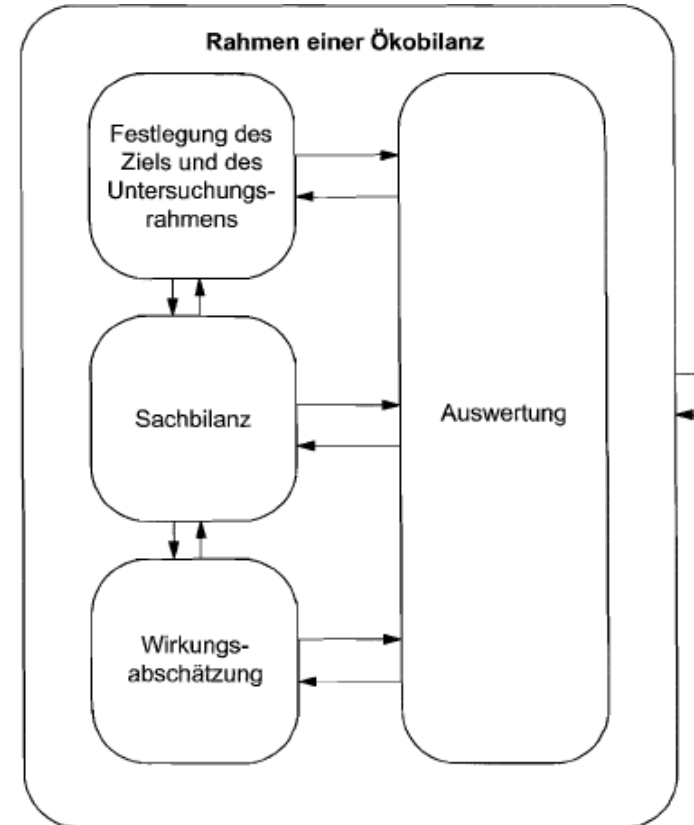 Rahmen einer Ökobilanz
Festlegung des
Ziels und des
Untersuchungs-
rahmens
Sachbilanz
Auswertung
Wirkungs-
abschätzung